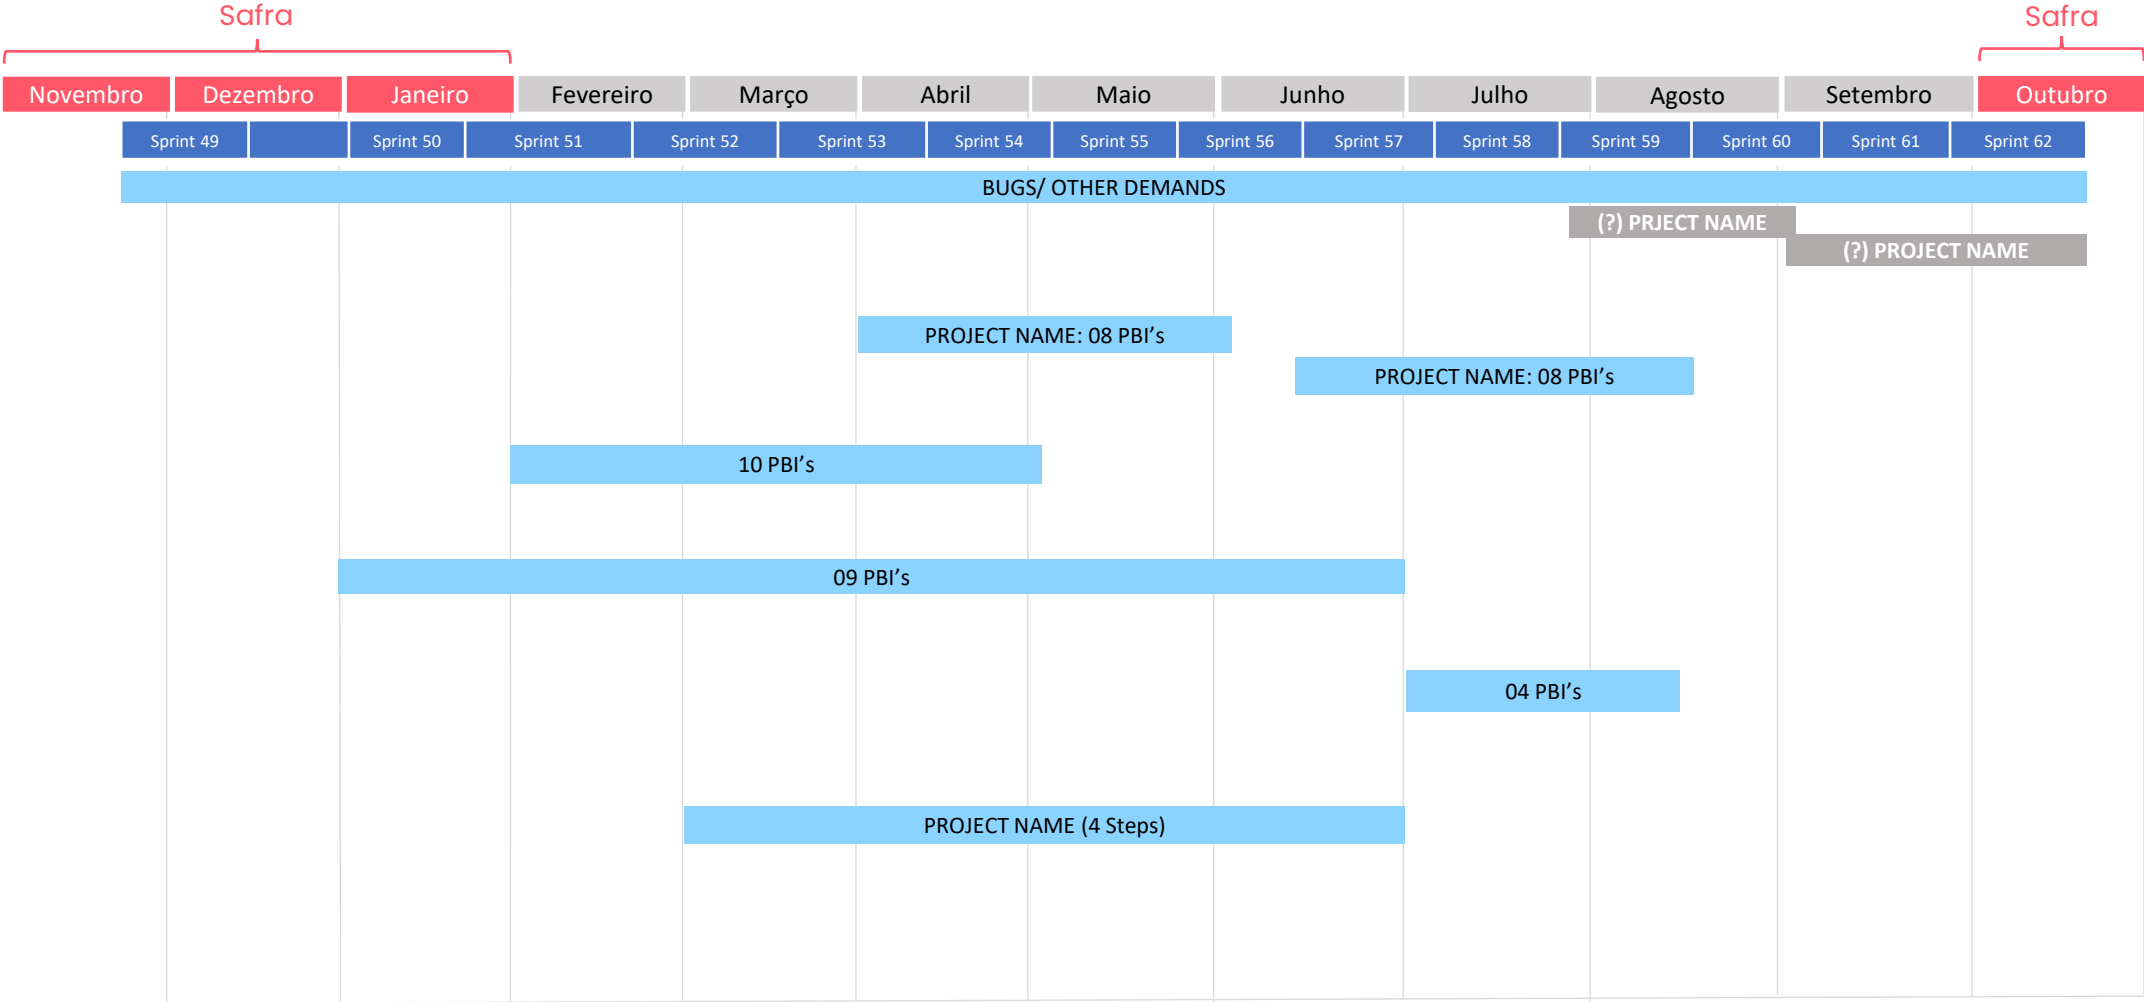 Safra
Safra
Novembro
Dezembro
Janeiro
Fevereiro
Março
Abril
Maio
Junho
Julho
Agosto
Setembro
Outubro
Sprint 49
Sprint 50
Sprint 51
Sprint 52
Sprint 53
Sprint 54
Sprint 55
Sprint 56
Sprint 57
Sprint 58
Sprint 59
Sprint 60
Sprint 61
Sprint 62
BUGS/ OTHER DEMANDS
(?) PRJECT NAME
(?) PROJECT NAME
PROJECT NAME: 08 PBI’s
PROJECT NAME: 08 PBI’s
10 PBI’s
09 PBI’s
04 PBI’s
PROJECT NAME (4 Steps)